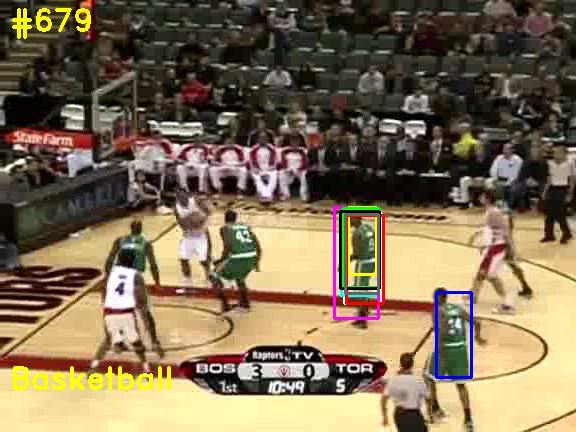 #679
State Farm
43
4
34
Raptors TV
BOS 3 0 TOR
1st 10:49 5
Basketball